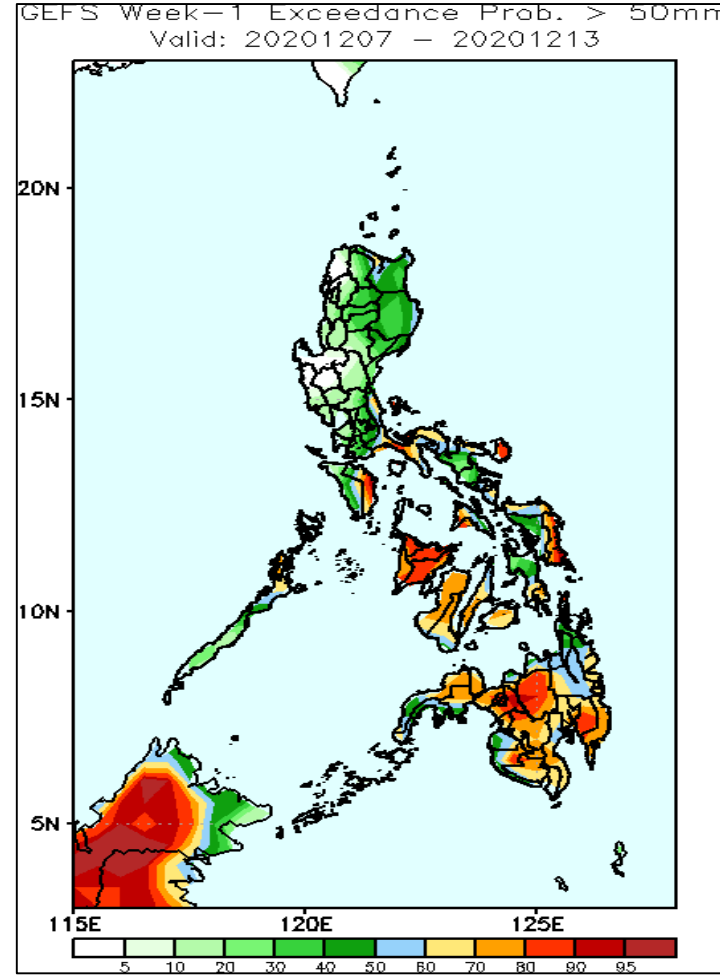 GEFS Week-1 Exceedance Prob. > 50mm
Valid: 20201207 - 20201213
20N
15N
10N
5N
115E 120E 125E
5 10 20 30 40 50 60 70 80 90 95